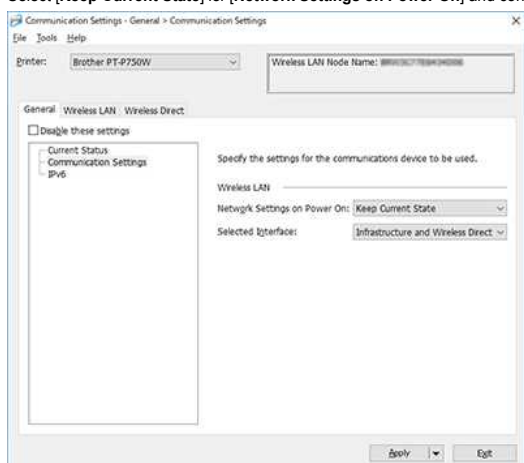 Select [Keep Current State] for [Network Settings on Power On] and
Communication Settings - General > Communication Settings
File Tools Help
Printer: Brother PT-P750W Wireless LAN Node Name:
General Wireless LAN Wireless Direct
Disable these settings
Current Status
Communication Settings
IPv6
Specify the settings for the communications device to be used.
Wireless LAN
Network Settings on Power On: Keep Current State
Selected Interface: Infrastructure and Wireless Direct
Apply Exit